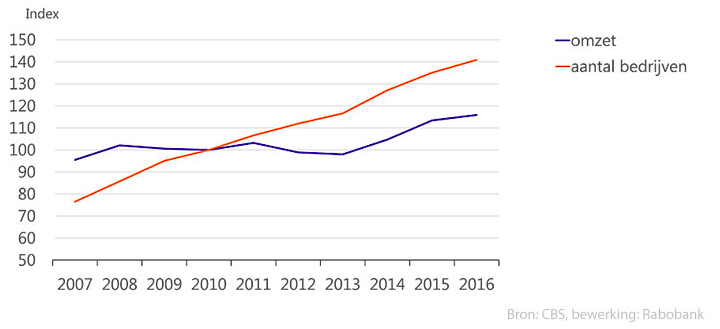 Index
150
140
130
120
110
100
90
80
70
60
50
2007 2008 2009 2010 2011 2012 2013 2014 2015 2016
omzet
aantal bedrijven
Bron: CBS, bewerking: Rabobank